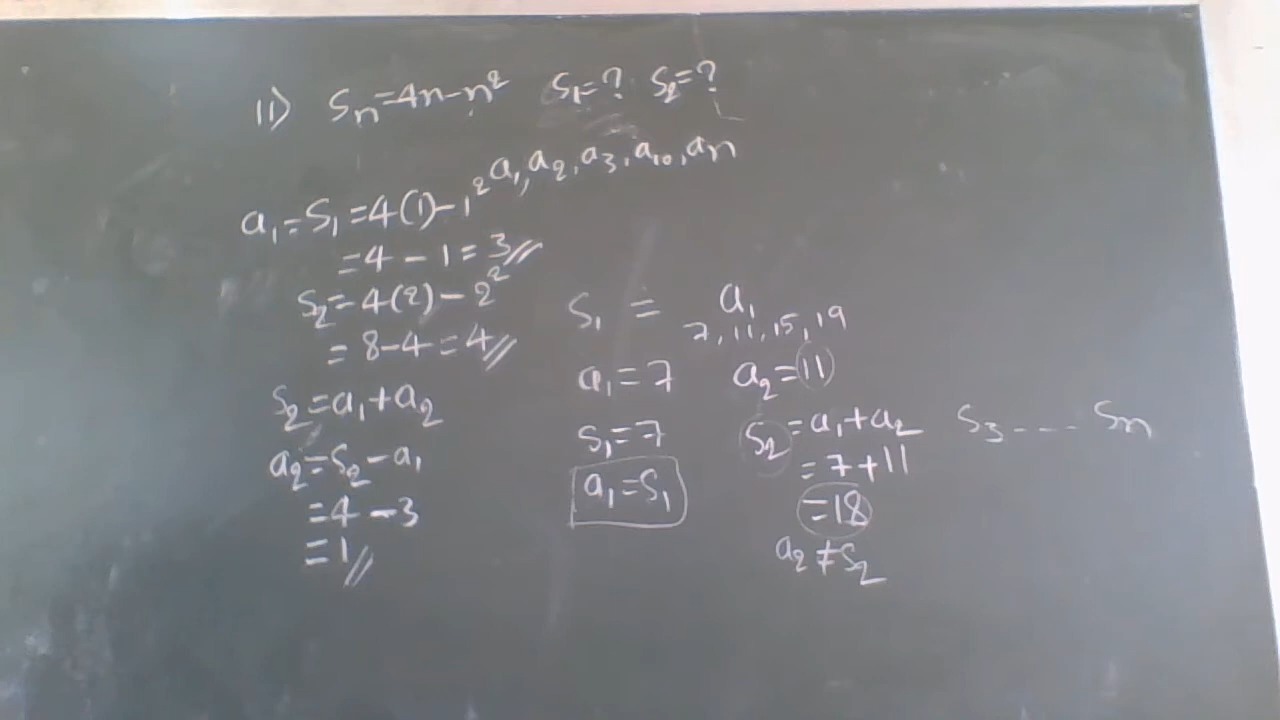 11) Sn=4n-n² S₁=? S₂=?
a₁, a₂, a₃, a₁₀, an
a₁=S₁=4(1)-1²
=4-1=3//
S₂=4(2)-2²
=8-4=4//
S₂=a₁+a₂
a₂=S₂-a₁
=4-3
=1//
S₁ = a₁
7, 11, 15, 19
a₁=7 a₂=11
S₁=7
a₁=S₁
S₂=a₁+a₂ S₃---- Sn
=7+11
=18
a₂≠S₂